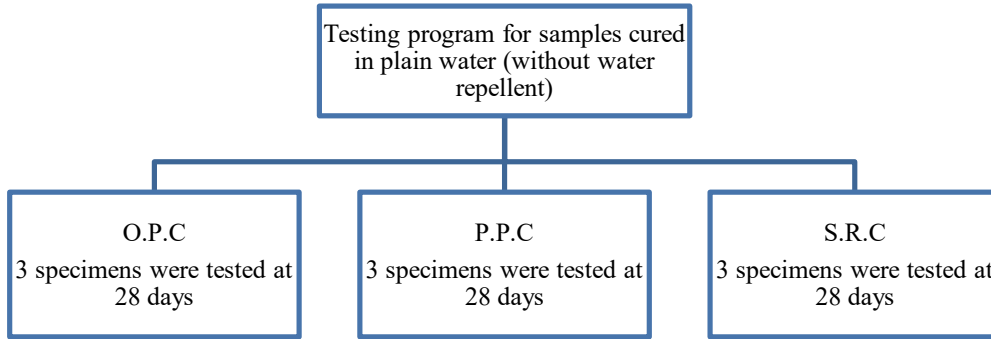 Testing program for samples cured
in plain water (without water
repellent)
O.P.C
3 specimens were tested at
28 days
P.P.C
3 specimens were tested at
28 days
S.R.C
3 specimens were tested at
28 days